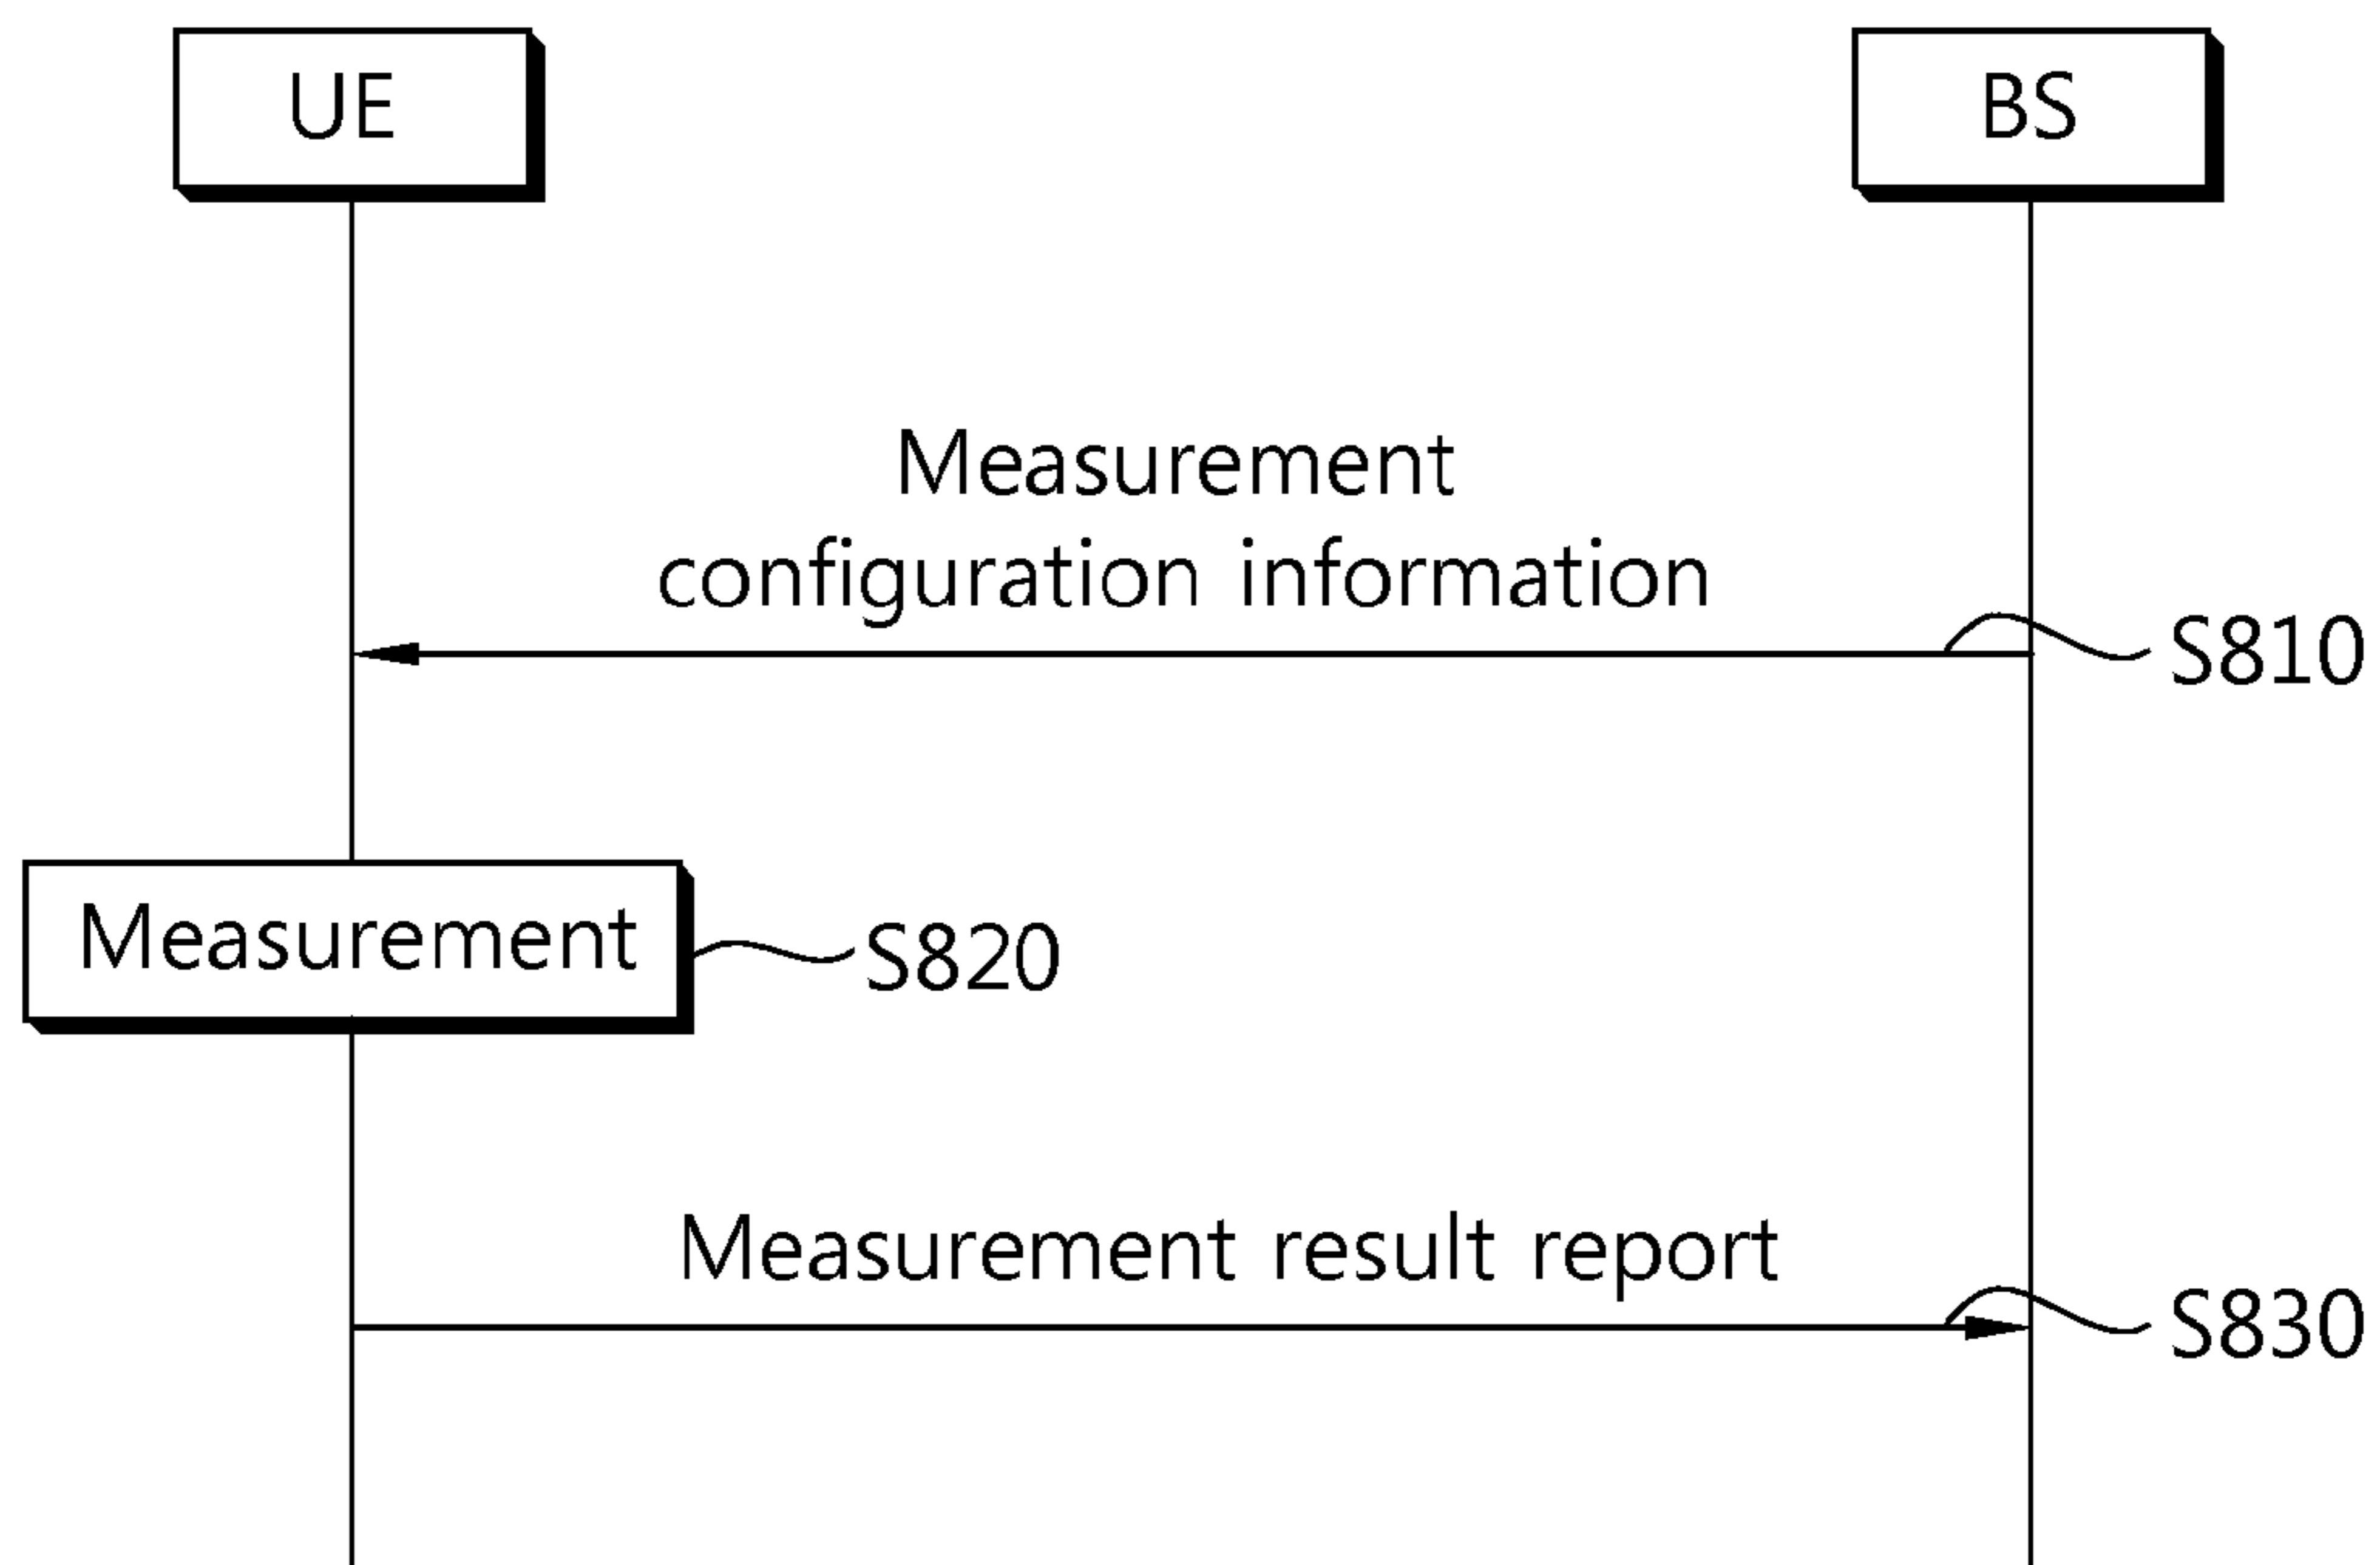 UE
BS
Measurement
configuration information
S810
Measurement
S820
Measurement result report
S830